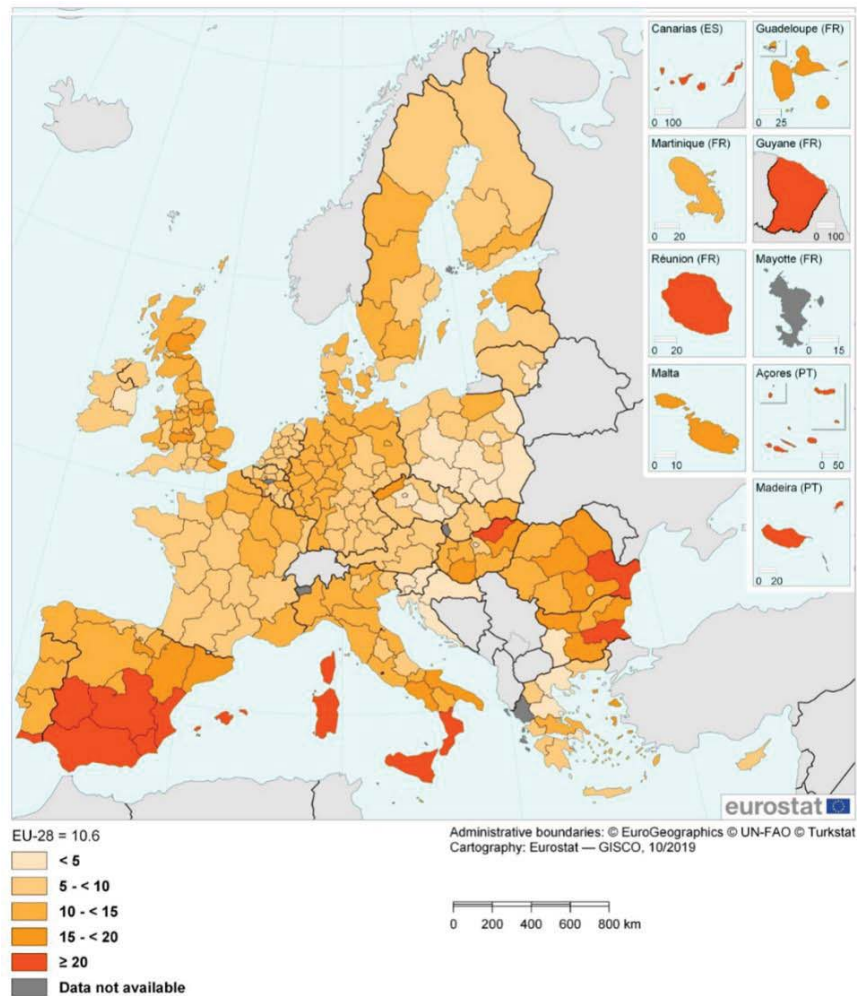 Canarias (ES)
0 100
Guadeloupe (FR)
0 25
Martinique (FR)
0 20
Guyane (FR)
0 100
Réunion (FR)
0 20
Mayotte (FR)
0 15
Malta
0 10
Açores (PT)
0 50
Madeira (PT)
0 20
eurostat
EU-28 = 10.6
< 5
5 - < 10
10 - < 15
15 - < 20
≥ 20
Data not available
Administrative boundaries: © EuroGeographics © UN-FAO © Turkstat
Cartography: Eurostat — GISCO, 10/2019
0 200 400 600 800 km